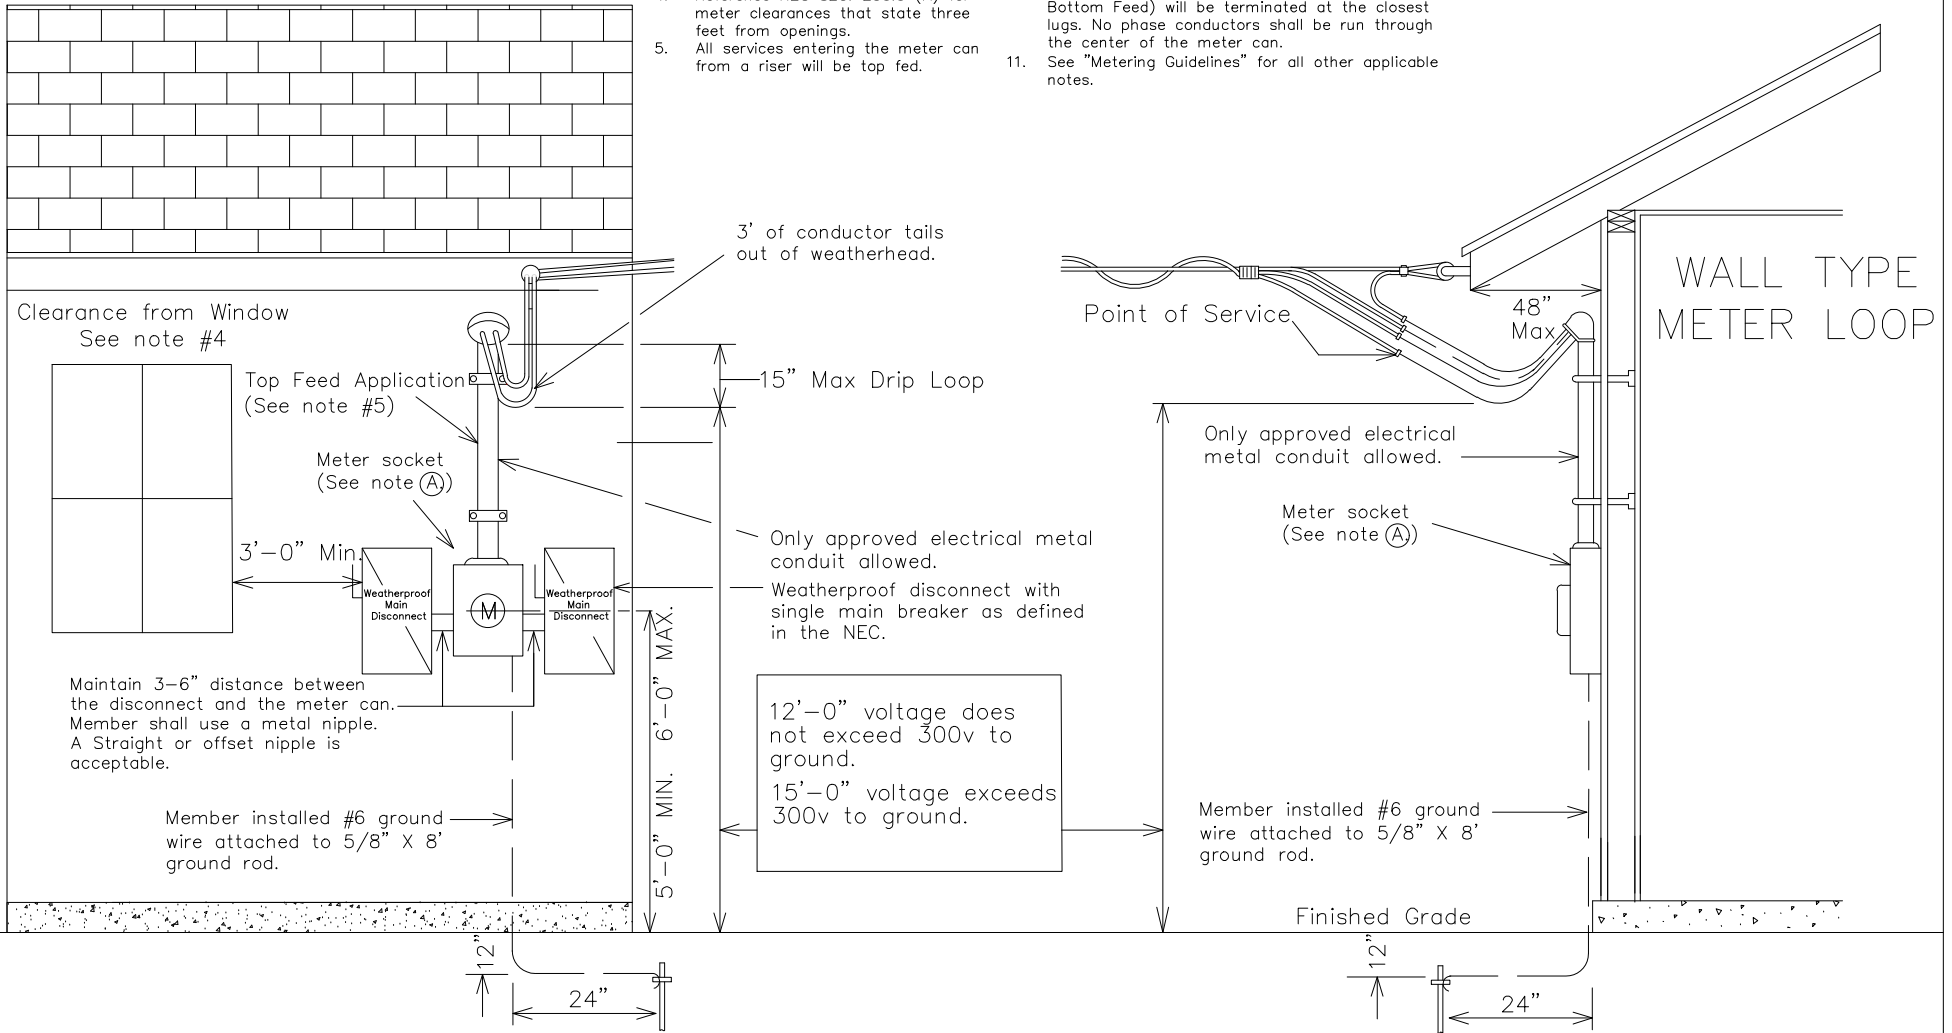 meter clearances that state three
feet from openings.
5. All services entering the meter can
from a riser will be top fed.
Bottom Feed) will be terminated at the closest
lugs. No phase conductors shall be run through
the center of the meter can.
11. See "Metering Guidelines" for all other applicable
notes.
3' of conductor tails
out of weatherhead.
Clearance from Window
See note #4
Top Feed Application
(See note #5)
15" Max Drip Loop
Meter socket
(See note A.)
3'-0" Min.
Weatherproof
Main
Disconnect
M
Weatherproof
Main
Disconnect
Only approved electrical metal
conduit allowed.
Weatherproof disconnect with
single main breaker as defined
in the NEC.
Maintain 3-6" distance between
the disconnect and the meter can.
Member shall use a metal nipple.
A Straight or offset nipple is
acceptable.
5'-0" MIN. 6'-0" MAX.
12'-0" voltage does
not exceed 300v to
ground.
15'-0" voltage exceeds
300v to ground.
Member installed #6 ground
wire attached to 5/8" X 8'
ground rod.
12"
24"
WALL TYPE
METER LOOP
48"
Max
Point of Service
Only approved electrical
metal conduit allowed.
Meter socket
(See note A.)
Member installed #6 ground
wire attached to 5/8" X 8'
ground rod.
Finished Grade
12"
24"